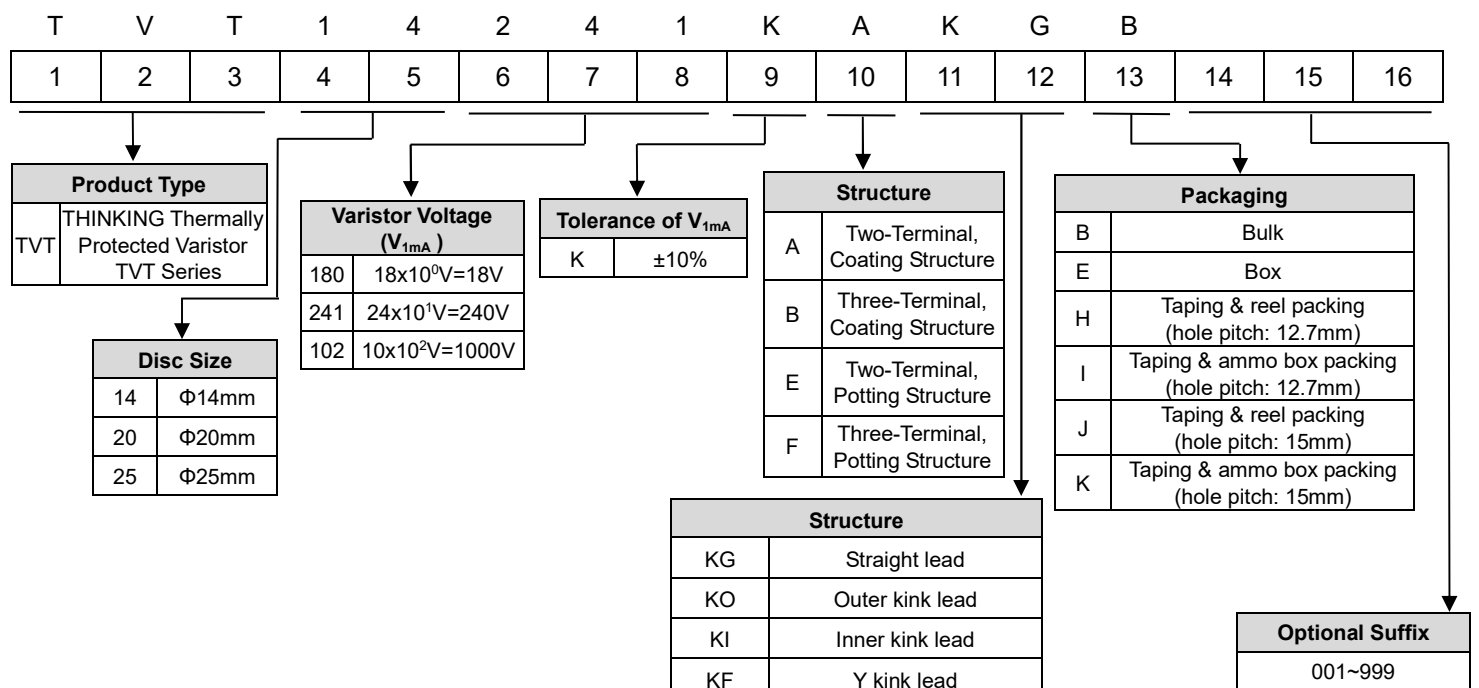 T V T 1 4 2 4 1 K A K G B
1 2 3 4 5 6 7 8 9 10 11 12 13 14 15 16
Product Type
TVT THINKING Thermally
Protected Varistor
TVT Series
Disc Size
14 Φ14mm
20 Φ20mm
25 Φ25mm
Varistor Voltage
(V1mA )
180 18x10⁰V=18V
241 24x10¹V=240V
102 10x10²V=1000V
Tolerance of V1mA
K ±10%
Structure
A Two-Terminal,
Coating Structure
B Three-Terminal,
Coating Structure
E Two-Terminal,
Potting Structure
F Three-Terminal,
Potting Structure
Structure
KG Straight lead
KO Outer kink lead
KI Inner kink lead
KF Y kink lead
Packaging
B Bulk
E Box
H Taping & reel packing
(hole pitch: 12.7mm)
I Taping & ammo box packing
(hole pitch: 12.7mm)
J Taping & reel packing
(hole pitch: 15mm)
K Taping & ammo box packing
(hole pitch: 15mm)
Optional Suffix
001~999